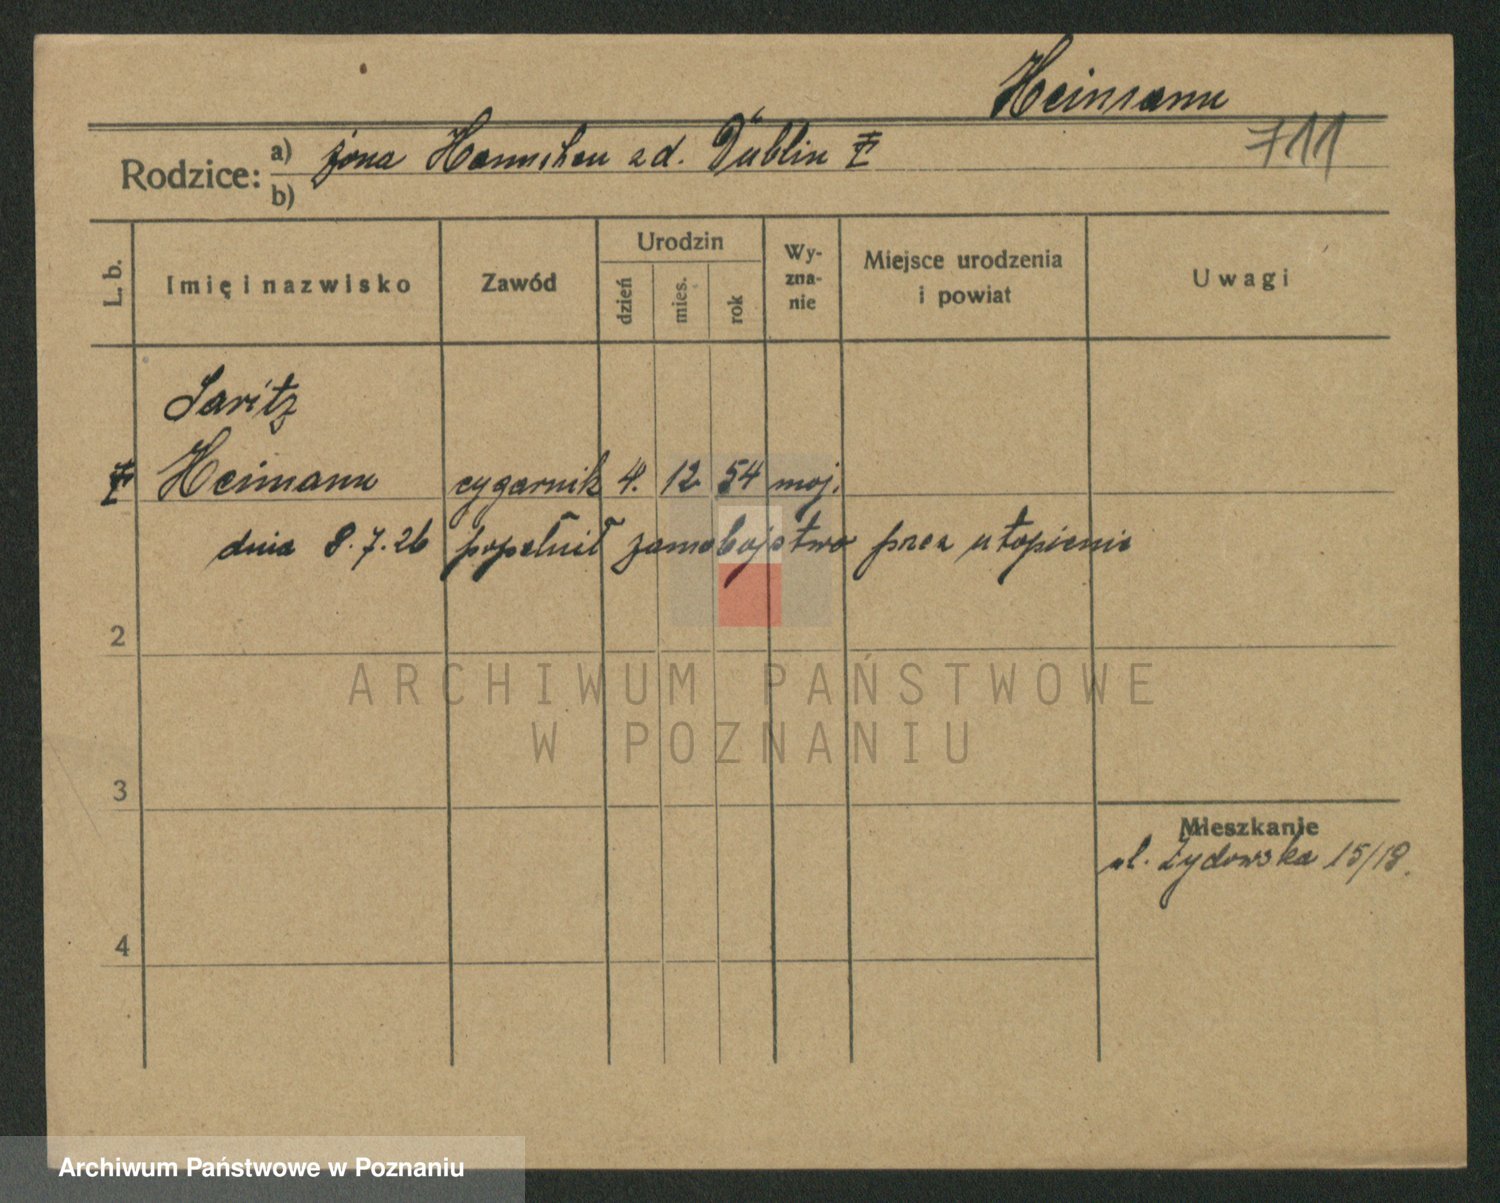 Heimann
711
Rodzice: a) żona Hannchen zd. Dublin
b)
L. b.
Imię i nazwisko
Zawód
Urodzin
dzień
mies.
rok
Wy-
zna-
nie
Miejsce urodzenia
i powiat
Uwagi
Heimann cygarnik 4. 12 54 moj.
dnia 8.7.26 popełnił samobojstwo przez utopienie
2
3
4
Mieszkanie
ul. Żydowska 15/18.
ARCHIWUM PAŃSTWOWE
W POZNANIU
Archiwum Państwowe w Poznaniu